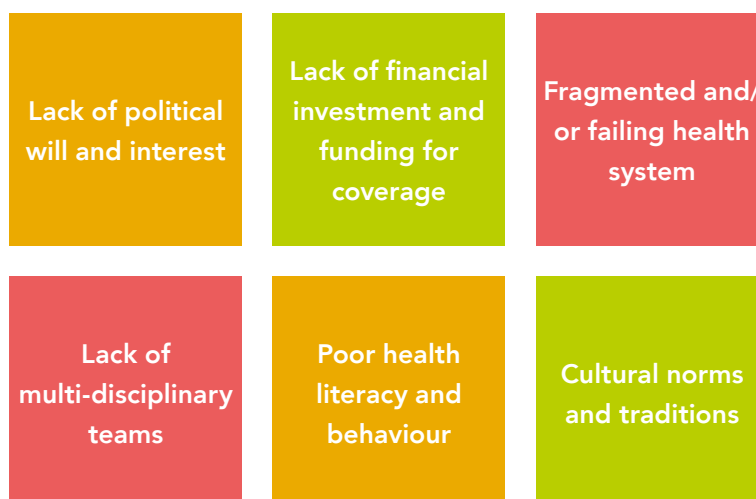 Lack of political
will and interest
Lack of financial
investment and
funding for
coverage
Fragmented and/
or failing health
system
Lack of
multi-disciplinary
teams
Poor health
literacy and
behaviour
Cultural norms
and traditions